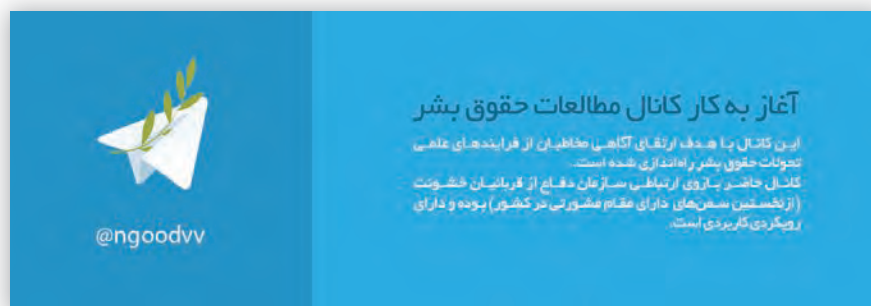 آغاز به کار کانال مطالعات حقوق بشر
این کانال با هدف ارتقای آگاهی مخاطبان از فرایندهای علمی
تحولات حقوق بشر راه‌اندازی شده است.
کانال حاضر بازوی ارتباطی سازمان دفاع از قربانیان خشونت
(از نخستین سمن‌های دارای مقام مشورتی در کشور) بوده و دارای
رویکردی کاربردی است.
@ngoodvv